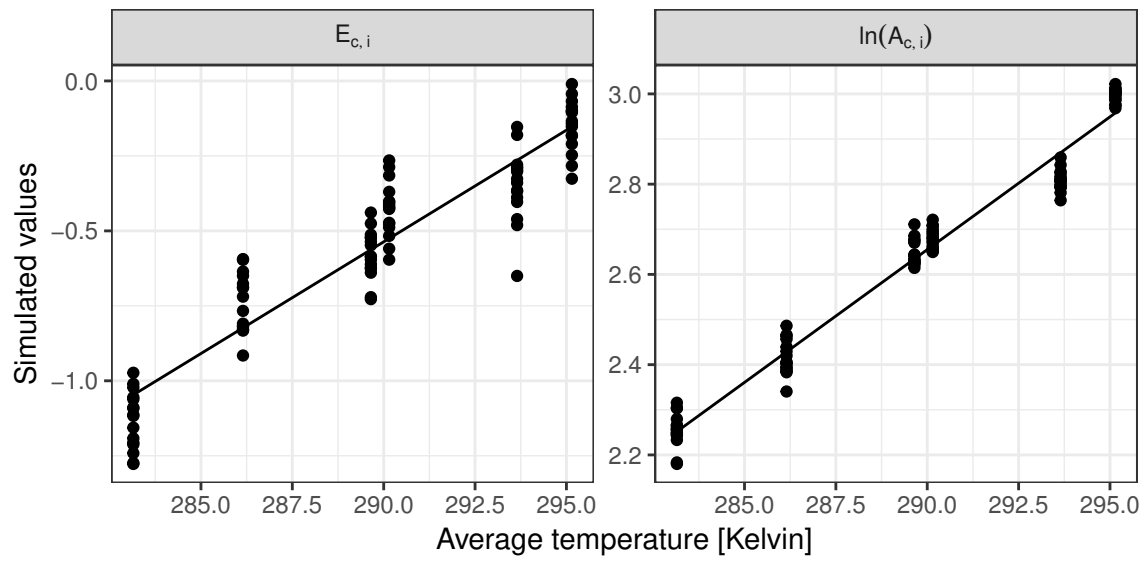 E_c, i
ln(A_c, i)
Simulated values
0.0
−0.5
−1.0
3.0
2.8
2.6
2.4
2.2
285.0 287.5 290.0 292.5 295.0
285.0 287.5 290.0 292.5 295.0
Average temperature [Kelvin]